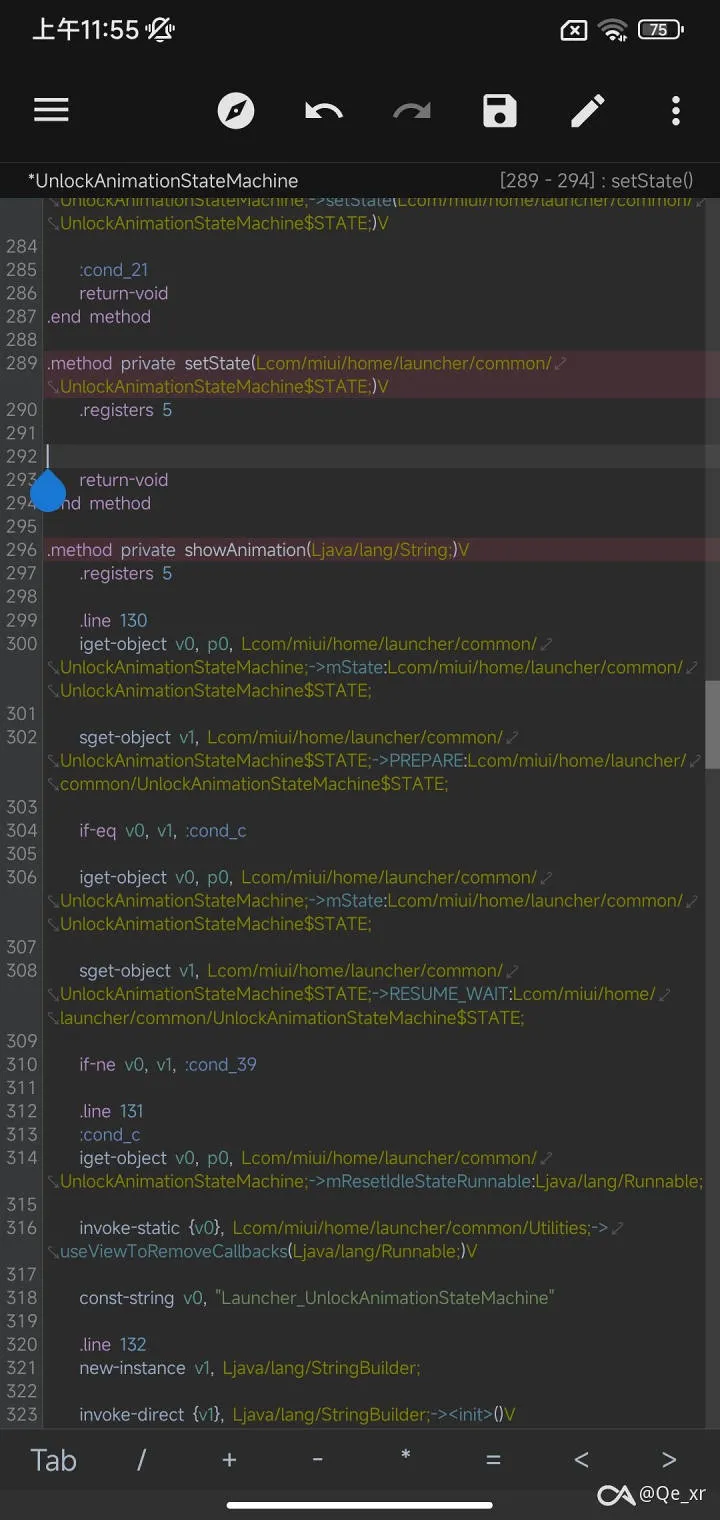 上午11:55
75
*UnlockAnimationStateMachine [289 - 294] : setState()
UnlockAnimationStateMachine;->setState(Lcom/miui/home/launcher/common/
UnlockAnimationStateMachine$STATE;)V
284
285 :cond_21
286 return-void
287 .end method
288
289 .method private setState(Lcom/miui/home/launcher/common/
UnlockAnimationStateMachine$STATE;)V
290 .registers 5
291
292
293 return-void
294 nd method
295
296 .method private showAnimation(Ljava/lang/String;)V
297 .registers 5
298
299 .line 130
300 iget-object v0, p0, Lcom/miui/home/launcher/common/
UnlockAnimationStateMachine;->mState:Lcom/miui/home/launcher/common/
UnlockAnimationStateMachine$STATE;
301
302 sget-object v1, Lcom/miui/home/launcher/common/
UnlockAnimationStateMachine$STATE;->PREPARE:Lcom/miui/home/launcher/
common/UnlockAnimationStateMachine$STATE;
303
304 if-eq v0, v1, :cond_c
305
306 iget-object v0, p0, Lcom/miui/home/launcher/common/
UnlockAnimationStateMachine;->mState:Lcom/miui/home/launcher/common/
UnlockAnimationStateMachine$STATE;
307
308 sget-object v1, Lcom/miui/home/launcher/common/
UnlockAnimationStateMachine$STATE;->RESUME_WAIT:Lcom/miui/home/
launcher/common/UnlockAnimationStateMachine$STATE;
309
310 if-ne v0, v1, :cond_39
311
312 .line 131
313 :cond_c
314 iget-object v0, p0, Lcom/miui/home/launcher/common/
UnlockAnimationStateMachine;->mResetIdleStateRunnable:Ljava/lang/Runnable;
315
316 invoke-static {v0}, Lcom/miui/home/launcher/common/Utilities;->
useViewToRemoveCallbacks(Ljava/lang/Runnable;)V
317
318 const-string v0, "Launcher_UnlockAnimationStateMachine"
319
320 .line 132
321 new-instance v1, Ljava/lang/StringBuilder;
322
323 invoke-direct {v1}, Ljava/lang/StringBuilder;-><init>()V
Tab / + - * = < >
@Qe_xr